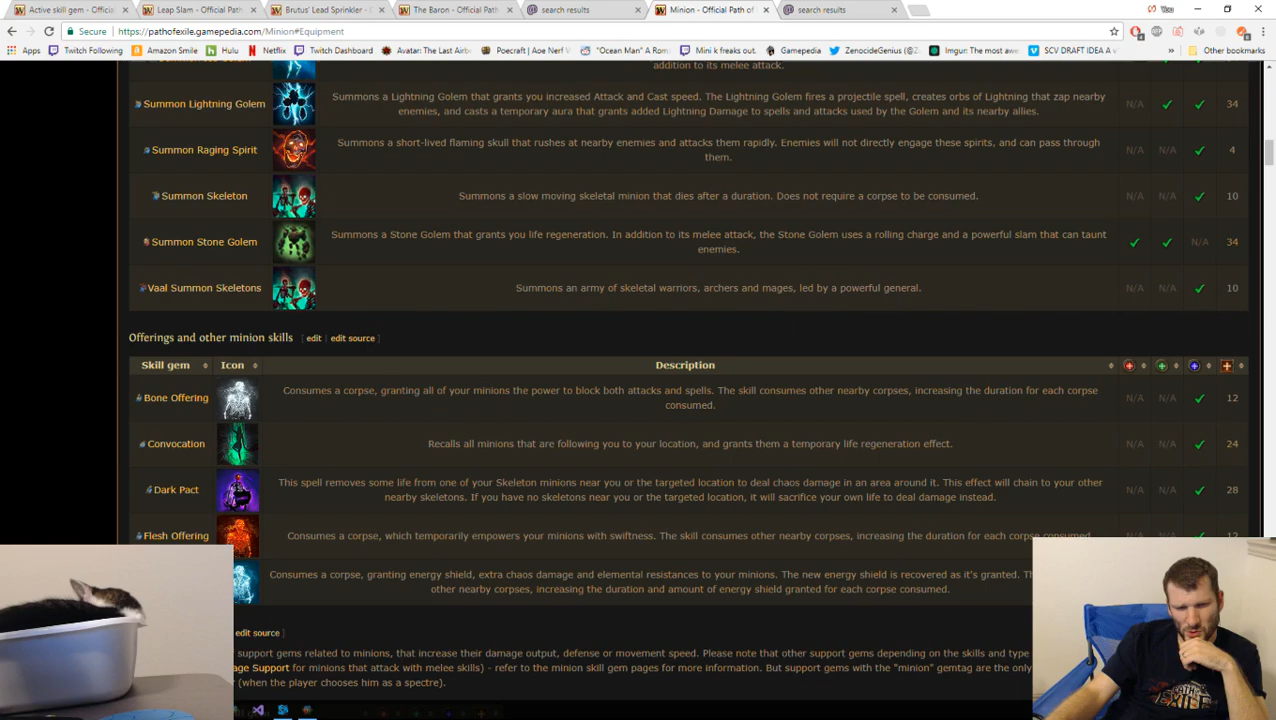 Active skill gem - Official
Leap Slam - Official Path
Brutus' Lead Sprinkler - O
The Baron - Official Path o
search results
Minion - Official Path of
search results
Secure
https://pathofexile.gamepedia.com/Minion#Equipment
Apps
Twitch Following
Amazon Smile
Hulu
Netflix
Twitch Dashboard
Avatar: The Last Airb
Poecraft | Aoe Nerf V
"Ocean Man" A Rom
Mini k freaks out.
Gamepedia
ZenocideGenius (@Z
Imgur: The most awe
SCV DRAFT IDEA A v
»
Other bookmarks
addition to its melee attack.
Summon Lightning Golem
Summons a Lightning Golem that grants you increased Attack and Cast speed. The Lightning Golem fires a projectile spell, creates orbs of Lightning that zap nearby
enemies, and casts a temporary aura that grants added Lightning Damage to spells and attacks used by the Golem and its nearby allies.
N/A
34
Summon Raging Spirit
Summons a short-lived flaming skull that rushes at nearby enemies and attacks them rapidly. Enemies will not directly engage these spirits, and can pass through
them.
N/A N/A
4
Summon Skeleton
Summons a slow moving skeletal minion that dies after a duration. Does not require a corpse to be consumed.
N/A N/A
10
Summon Stone Golem
Summons a Stone Golem that grants you life regeneration. In addition to its melee attack, the Stone Golem uses a rolling charge and a powerful slam that can taunt
enemies.
N/A
34
Vaal Summon Skeletons
Summons an army of skeletal warriors, archers and mages, led by a powerful general.
N/A N/A
10
Offerings and other minion skills [ edit | edit source ]
Skill gem Icon Description
Bone Offering
Consumes a corpse, granting all of your minions the power to block both attacks and spells. The skill consumes other nearby corpses, increasing the duration for each corpse
consumed.
N/A N/A
12
Convocation
Recalls all minions that are following you to your location, and grants them a temporary life regeneration effect.
N/A N/A
24
Dark Pact
This spell removes some life from one of your Skeleton minions near you or the targeted location to deal chaos damage in an area around it. This effect will chain to your other
nearby skeletons. If you have no skeletons near you or the targeted location, it will sacrifice your own life to deal damage instead.
N/A N/A
28
Flesh Offering
Consumes a corpse, which temporarily empowers your minions with swiftness. The skill consumes other nearby corpses, increasing the duration for each corpse consumed.
Consumes a corpse, granting energy shield, extra chaos damage and elemental resistances to your minions. The new energy shield is recovered as it's granted. Th
other nearby corpses, increasing the duration and amount of energy shield granted for each corpse consumed.
edit source ]
support gems related to minions, that increase their damage output, defense or movement speed. Please note that other support gems depending on the skills and type
age Support for minions that attack with melee skills) - refer to the minion skill gem pages for more information. But support gems with the "minion" gemtag are the only
(when the player chooses him as a spectre).